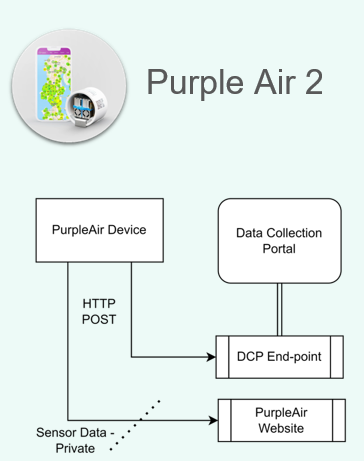 Purple Air 2
PurpleAir Device
Data Collection
Portal
HTTP
POST
DCP End-point
PurpleAir
Website
Sensor Data -
Private